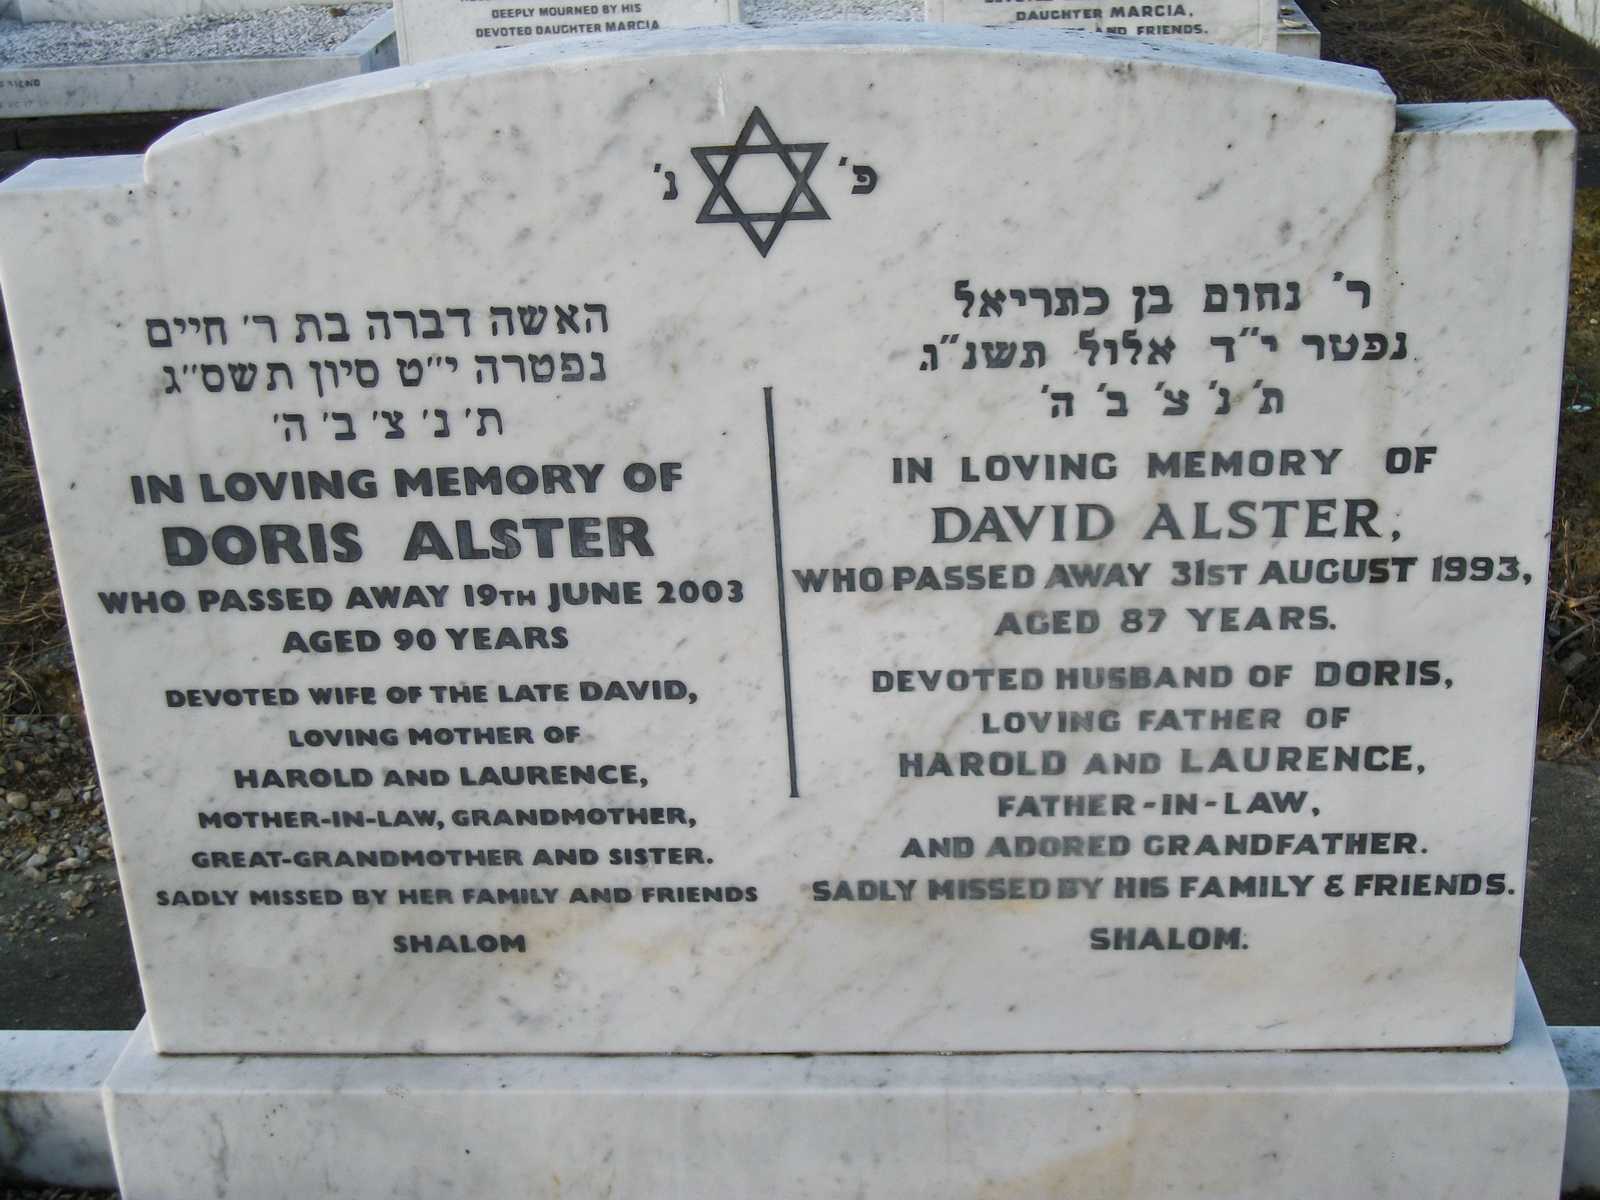 DEEPLY MOURNED BY HIS
DEVOTED DAUGHTER MARCIA
DAUGHTER MARCIA,
AND FRIENDS.
פ׳ נ׳
האשה דברה בת ר׳ חיים
נפטרה י״ט סיון תשס״ג
ת׳ נ׳ צ׳ ב׳ ה׳
IN LOVING MEMORY OF
DORIS ALSTER
WHO PASSED AWAY 19TH JUNE 2003
AGED 90 YEARS
DEVOTED WIFE OF THE LATE DAVID,
LOVING MOTHER OF
HAROLD AND LAURENCE,
MOTHER-IN-LAW, GRANDMOTHER,
GREAT-GRANDMOTHER AND SISTER.
SADLY MISSED BY HER FAMILY AND FRIENDS
SHALOM
ר׳ נחום בן כתריאל
נפטר י״ד אלול תשנ״ג
ת׳ נ׳ צ׳ ב׳ ה׳
IN LOVING MEMORY OF
DAVID ALSTER,
WHO PASSED AWAY 31ST AUGUST 1993,
AGED 87 YEARS.
DEVOTED HUSBAND OF DORIS,
LOVING FATHER OF
HAROLD AND LAURENCE,
FATHER-IN-LAW,
AND ADORED GRANDFATHER.
SADLY MISSED BY HIS FAMILY & FRIENDS.
SHALOM.